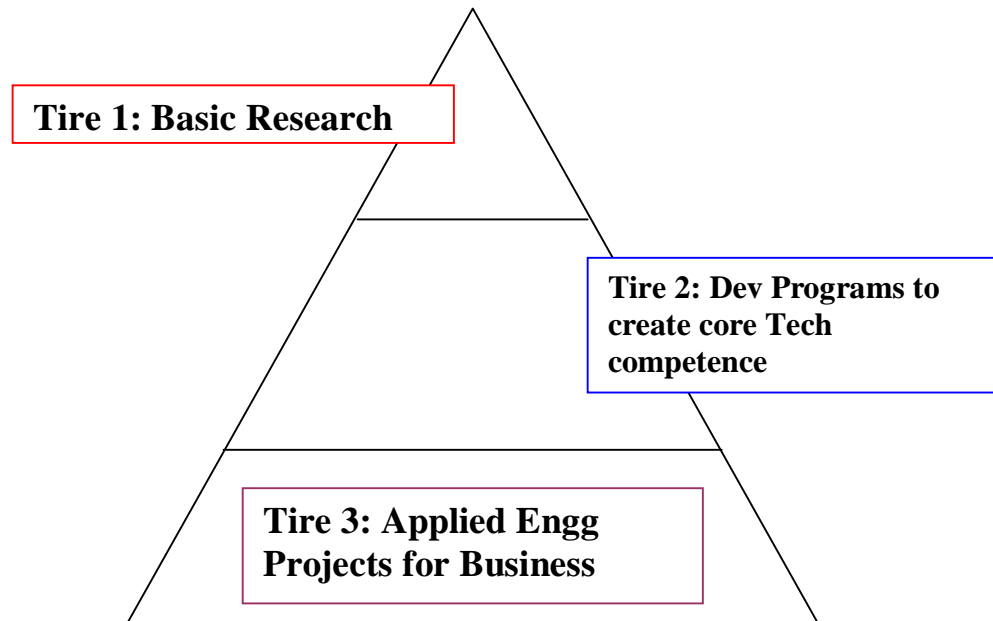 Tire 1: Basic Research
Tire 2: Dev Programs to
create core Tech
competence
Tire 3: Applied Engg
Projects for Business